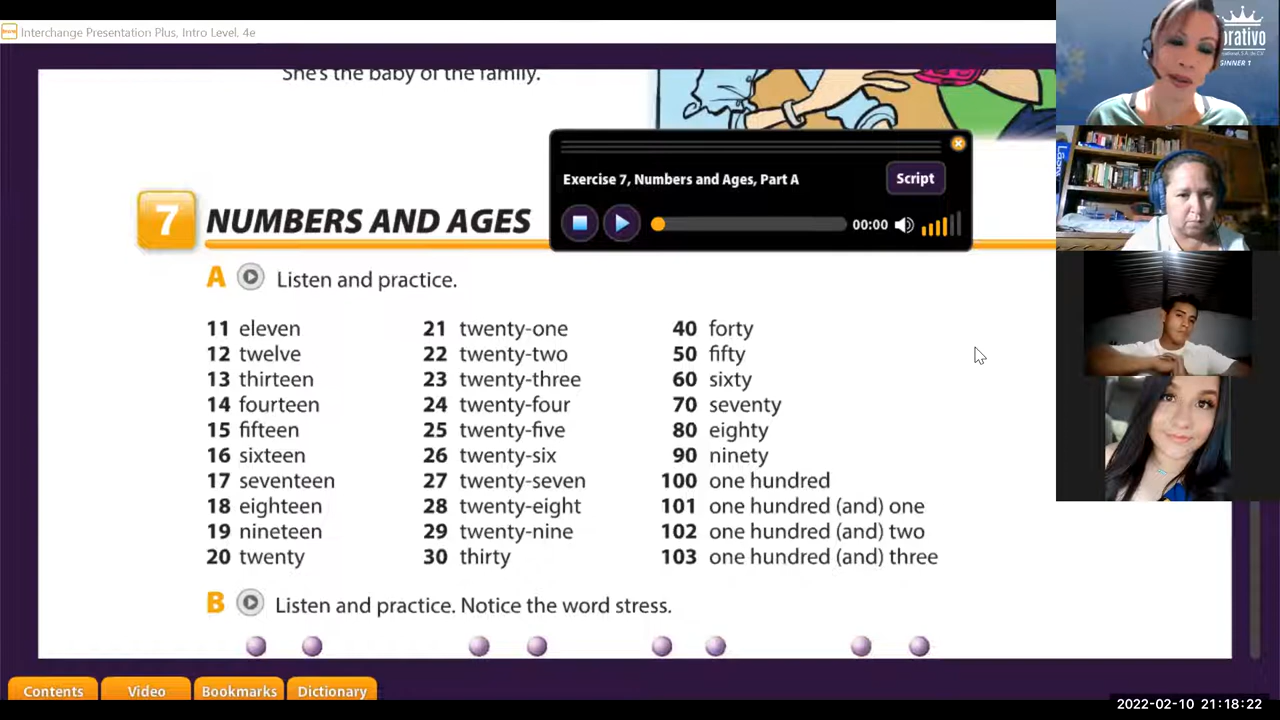 Interchange Presentation Plus, Intro Level, 4e
She's the baby of the family.
Exercise 7, Numbers and Ages, Part A
Script
00:00
7 NUMBERS AND AGES
A Listen and practice.
11 eleven 21 twenty-one 40 forty
12 twelve 22 twenty-two 50 fifty
13 thirteen 23 twenty-three 60 sixty
14 fourteen 24 twenty-four 70 seventy
15 fifteen 25 twenty-five 80 eighty
16 sixteen 26 twenty-six 90 ninety
17 seventeen 27 twenty-seven 100 one hundred
18 eighteen 28 twenty-eight 101 one hundred (and) one
19 nineteen 29 twenty-nine 102 one hundred (and) two
20 twenty 30 thirty 103 one hundred (and) three
B Listen and practice. Notice the word stress.
Contents Video Bookmarks Dictionary
2022-02-10 21:18:22